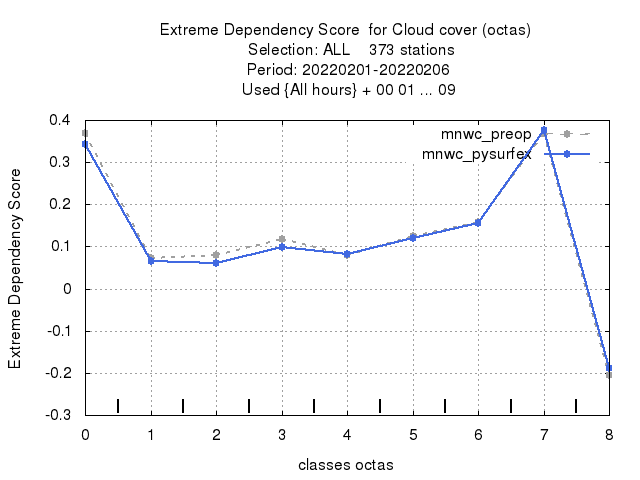 Extreme Dependency Score  for Cloud cover (octas)
Selection: ALL    373 stations
Period: 20220201-20220206
Used {All hours} + 00 01 ... 09
mnwc_preop
mnwc_pysurfex
Extreme Dependency Score
0.4
0.3
0.2
0.1
0
-0.1
-0.2
-0.3
0 1 2 3 4 5 6 7 8
classes octas